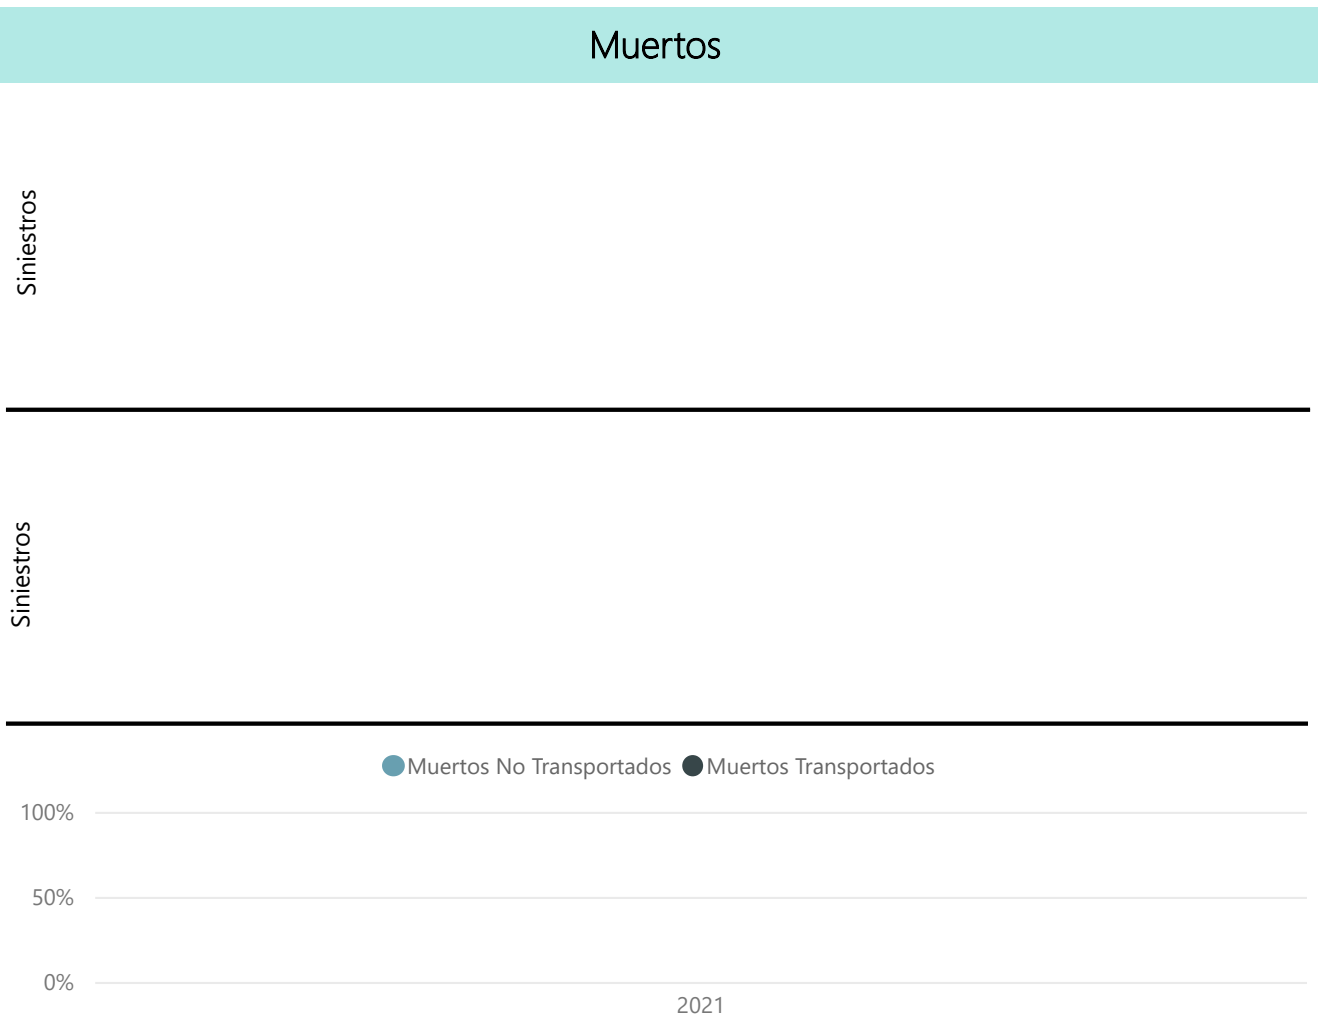 Muertos
Siniestros
Siniestros
Muertos No Transportados Muertos Transportados
100%
50%
0%
2021